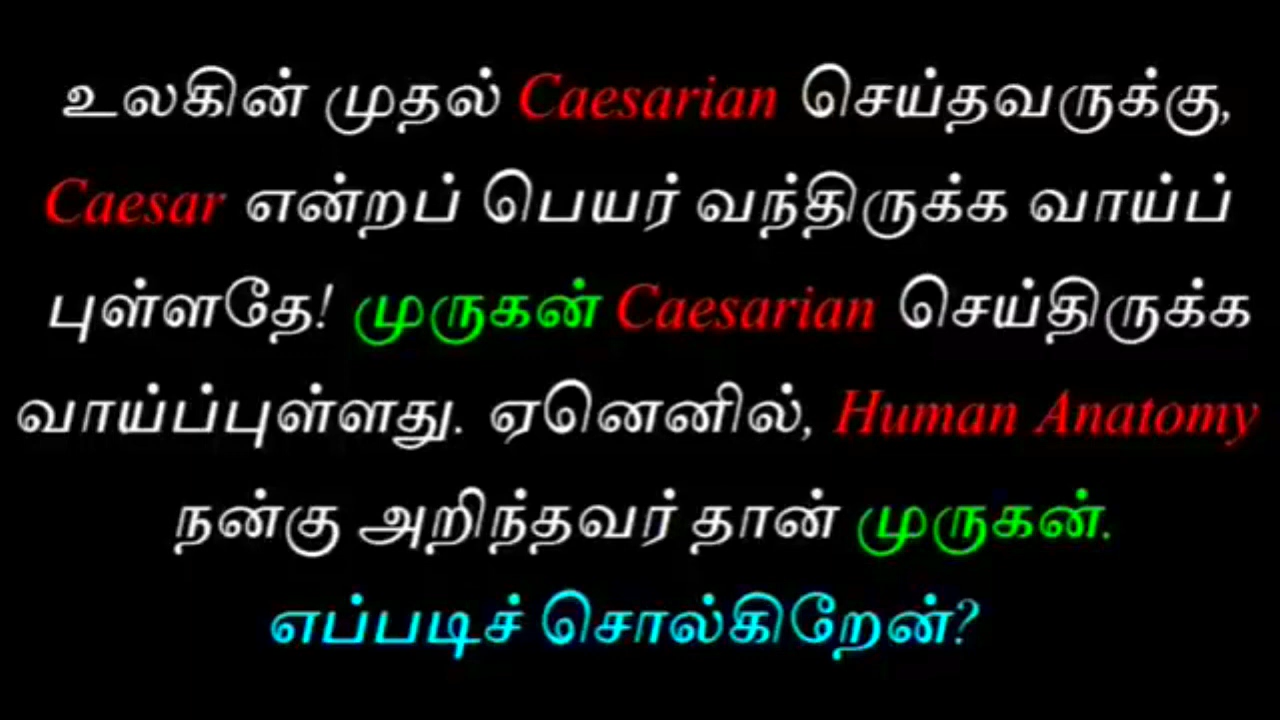 உலகின் முதல் Caesarian செய்தவருக்கு,
Caesar என்றப் பெயர் வந்திருக்க வாய்ப்
புள்ளதே! முருகன் Caesarian செய்திருக்க
வாய்ப்புள்ளது. ஏனெனில், Human Anatomy
நன்கு அறிந்தவர் தான் முருகன்.
எப்படிச் சொல்கிறேன்?